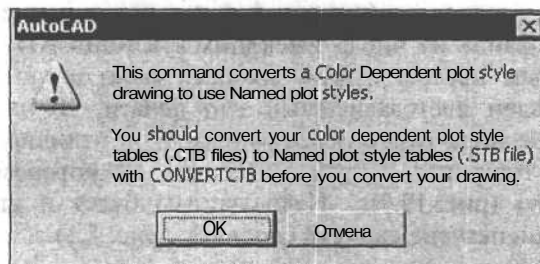 AutoCAD
This command converts a Color Dependent plot style
drawing to use Named plot styles.
You should convert your color dependent plot style
tables (.CTB files) to Named plot style tables (.STB file)
with CONVERTCTB before you convert your drawing.
OK
Отмена